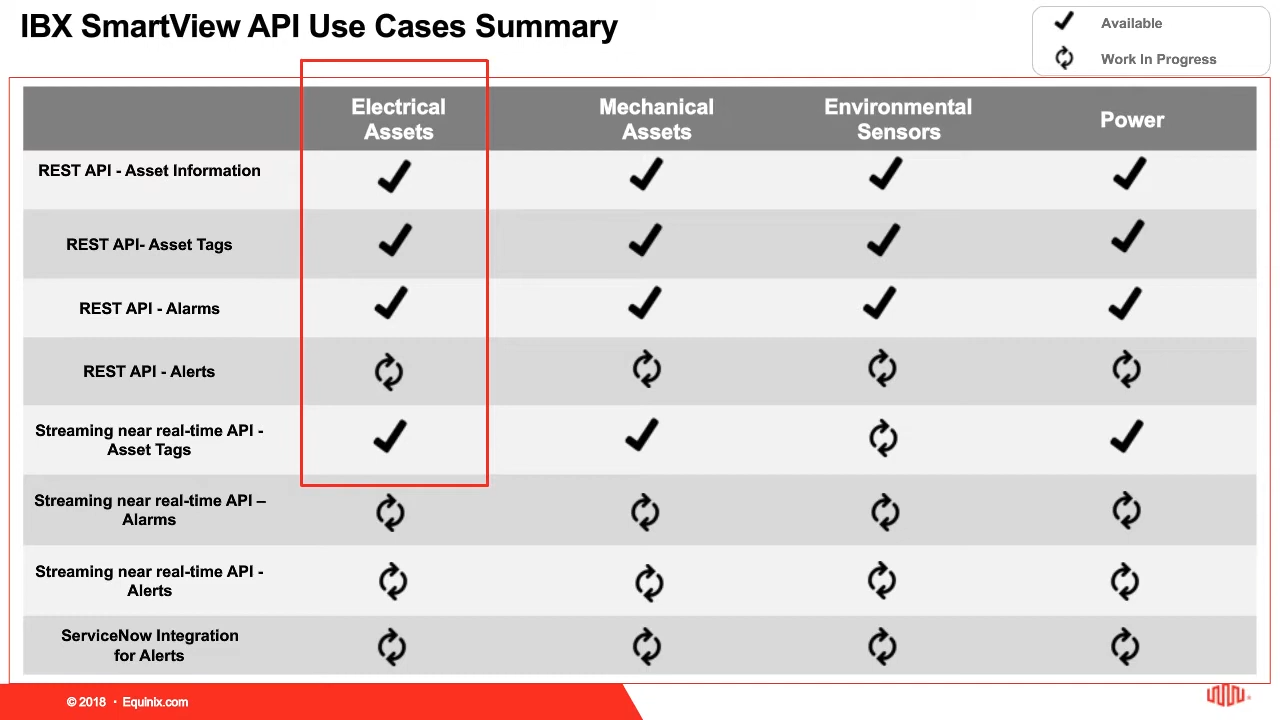 IBX SmartView API Use Cases Summary
Available
Work In Progress
Electrical
Assets
Mechanical
Assets
Environmental
Sensors
Power
REST API - Asset Information
REST API- Asset Tags
REST API - Alarms
REST API - Alerts
Streaming near real-time API -
Asset Tags
Streaming near real-time API –
Alarms
Streaming near real-time API -
Alerts
ServiceNow Integration
for Alerts
© 2018 • Equinix.com